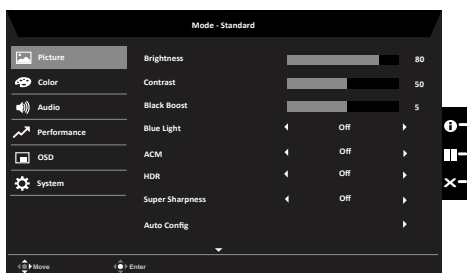 Mode - Standard
Picture
Color
Audio
Performance
OSD
System
Brightness 80
Contrast 50
Black Boost 5
Blue Light Off
ACM Off
HDR Off
Super Sharpness Off
Auto Config
Move Enter